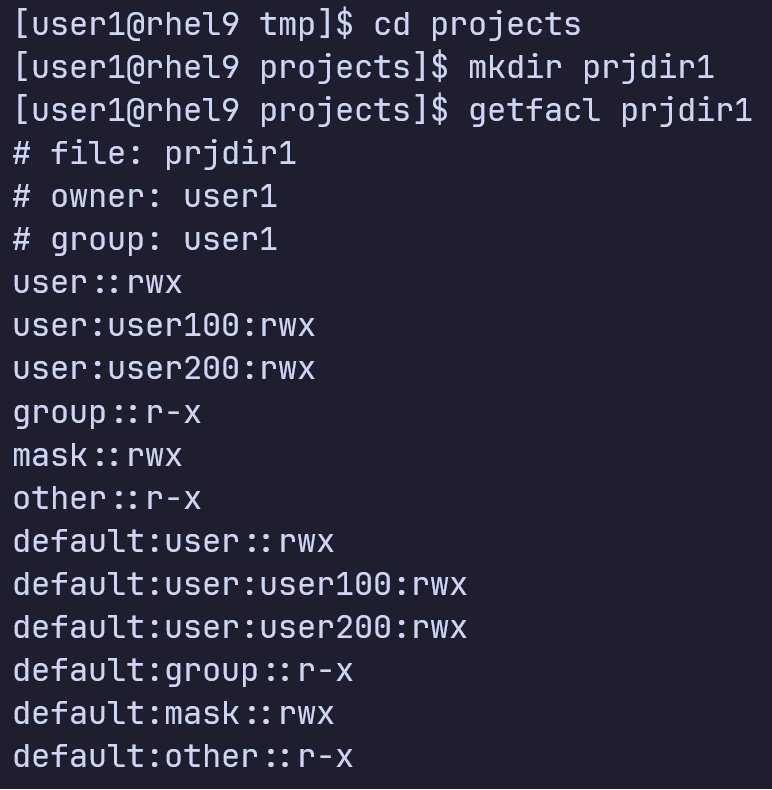 [user1@rhel9 tmp]$ cd projects
[user1@rhel9 projects]$ mkdir prjdir1
[user1@rhel9 projects]$ getfacl prjdir1
# file: prjdir1
# owner: user1
# group: user1
user::rwx
user:user100:rwx
user:user200:rwx
group::r-x
mask::rwx
other::r-x
default:user::rwx
default:user:user100:rwx
default:user:user200:rwx
default:group::r-x
default:mask::rwx
default:other::r-x